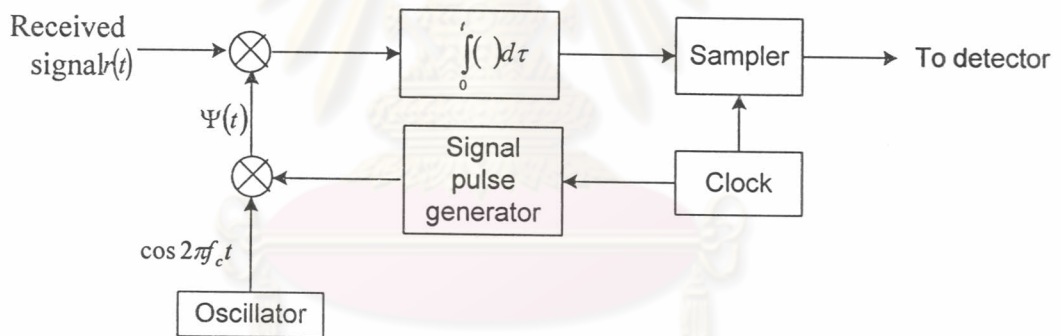 Received
signal r(t)
∫₀ᵗ( )dτ
Sampler
To detector
Ψ(t)
Signal
pulse
generator
Clock
cos 2πf_c t
Oscillator